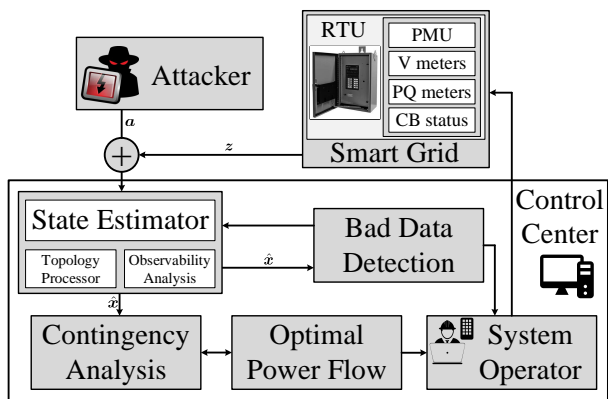 RTU
PMU
V meters
PQ meters
CB status
Smart Grid
Attacker
a
+
z
State Estimator
Topology
Processor
Observability
Analysis
x̂
x̂
Bad Data
Detection
Control
Center
Contingency
Analysis
Optimal
Power Flow
System
Operator